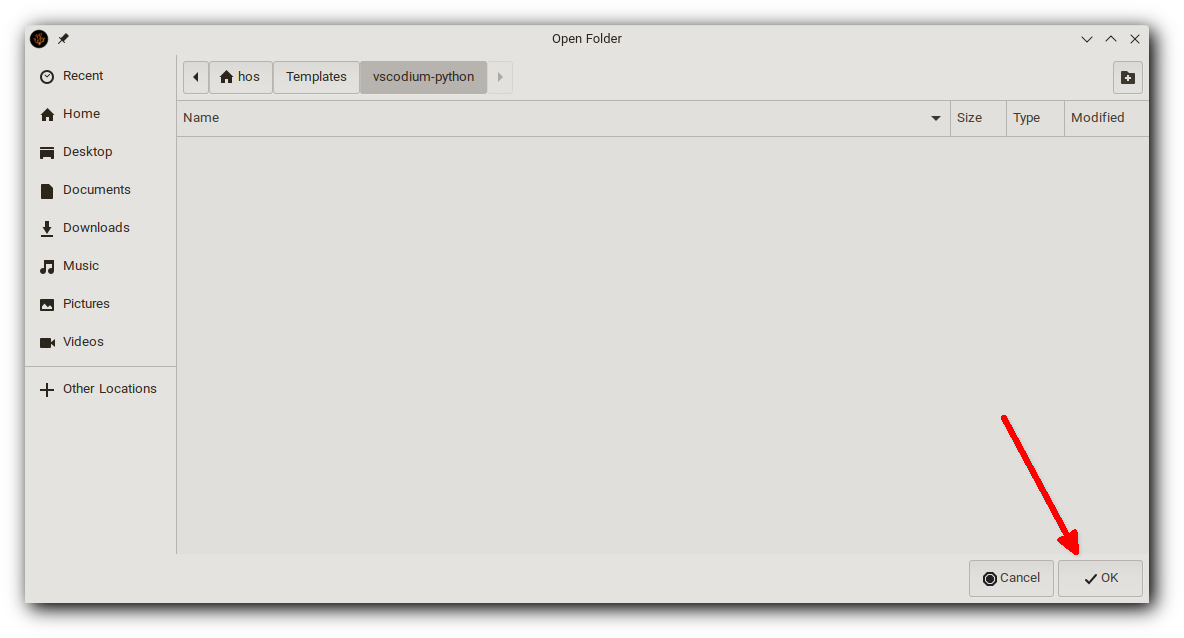 Open Folder
Recent
Home
Desktop
Documents
Downloads
Music
Pictures
Videos
Other Locations
hos Templates vscodium-python
Name Size Type Modified
Cancel OK